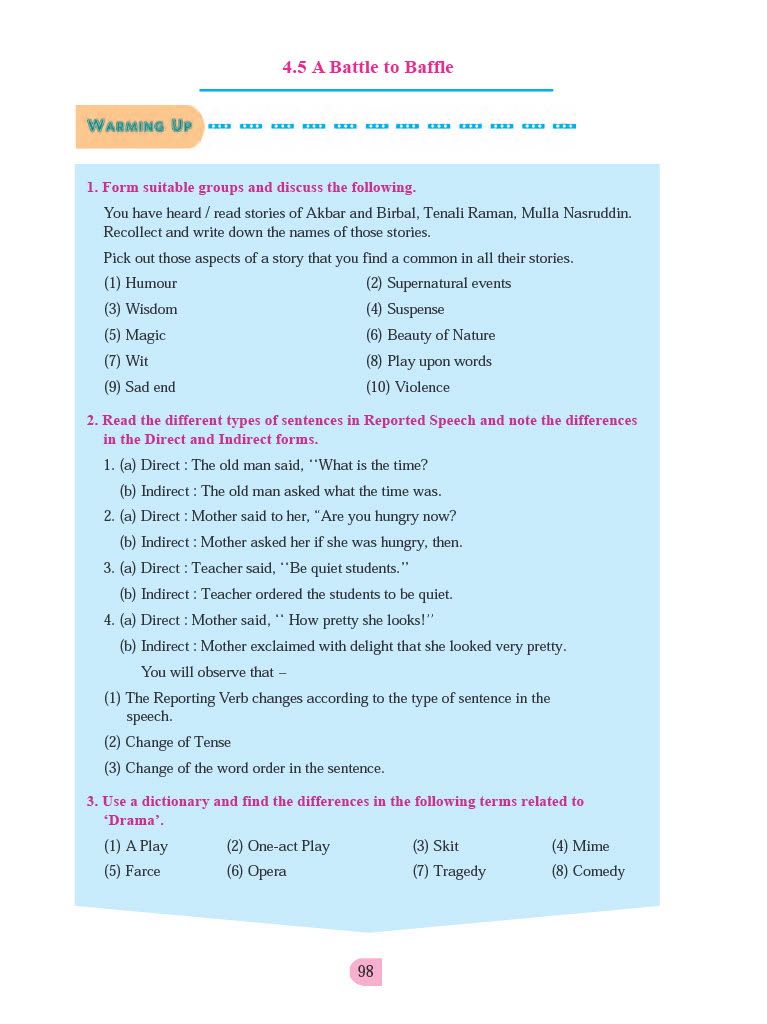 4.5 A Battle to Baffle
WARMING UP
1. Form suitable groups and discuss the following.
You have heard / read stories of Akbar and Birbal, Tenali Raman, Mulla Nasruddin.
Recollect and write down the names of those stories.
Pick out those aspects of a story that you find a common in all their stories.
(1) Humour (2) Supernatural events
(3) Wisdom (4) Suspense
(5) Magic (6) Beauty of Nature
(7) Wit (8) Play upon words
(9) Sad end (10) Violence
2. Read the different types of sentences in Reported Speech and note the differences
in the Direct and Indirect forms.
1. (a) Direct : The old man said, ‘‘What is the time?
(b) Indirect : The old man asked what the time was.
2. (a) Direct : Mother said to her, “Are you hungry now?
(b) Indirect : Mother asked her if she was hungry, then.
3. (a) Direct : Teacher said, ‘‘Be quiet students.’’
(b) Indirect : Teacher ordered the students to be quiet.
4. (a) Direct : Mother said, ‘‘ How pretty she looks!’’
(b) Indirect : Mother exclaimed with delight that she looked very pretty.
You will observe that –
(1) The Reporting Verb changes according to the type of sentence in the
speech.
(2) Change of Tense
(3) Change of the word order in the sentence.
3. Use a dictionary and find the differences in the following terms related to
‘Drama’.
(1) A Play (2) One-act Play (3) Skit (4) Mime
(5) Farce (6) Opera (7) Tragedy (8) Comedy
98